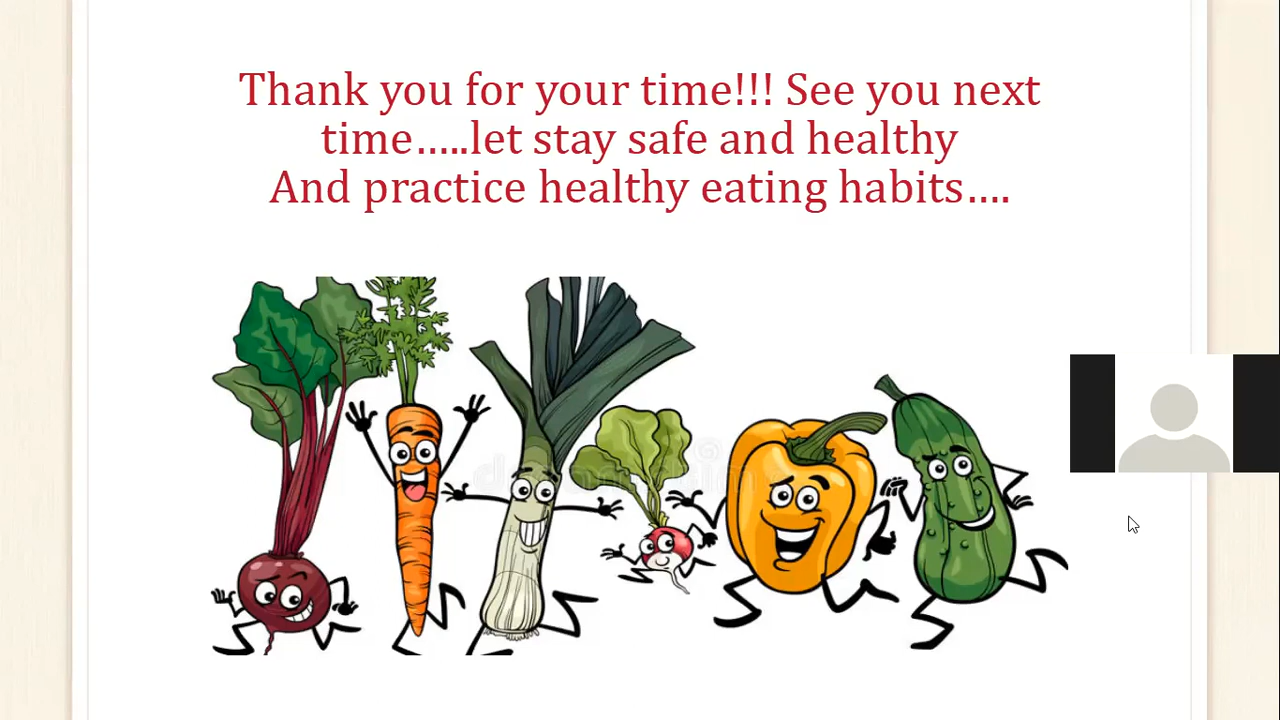 Thank you for your time!!! See you next
time…..let stay safe and healthy
And practice healthy eating habits….